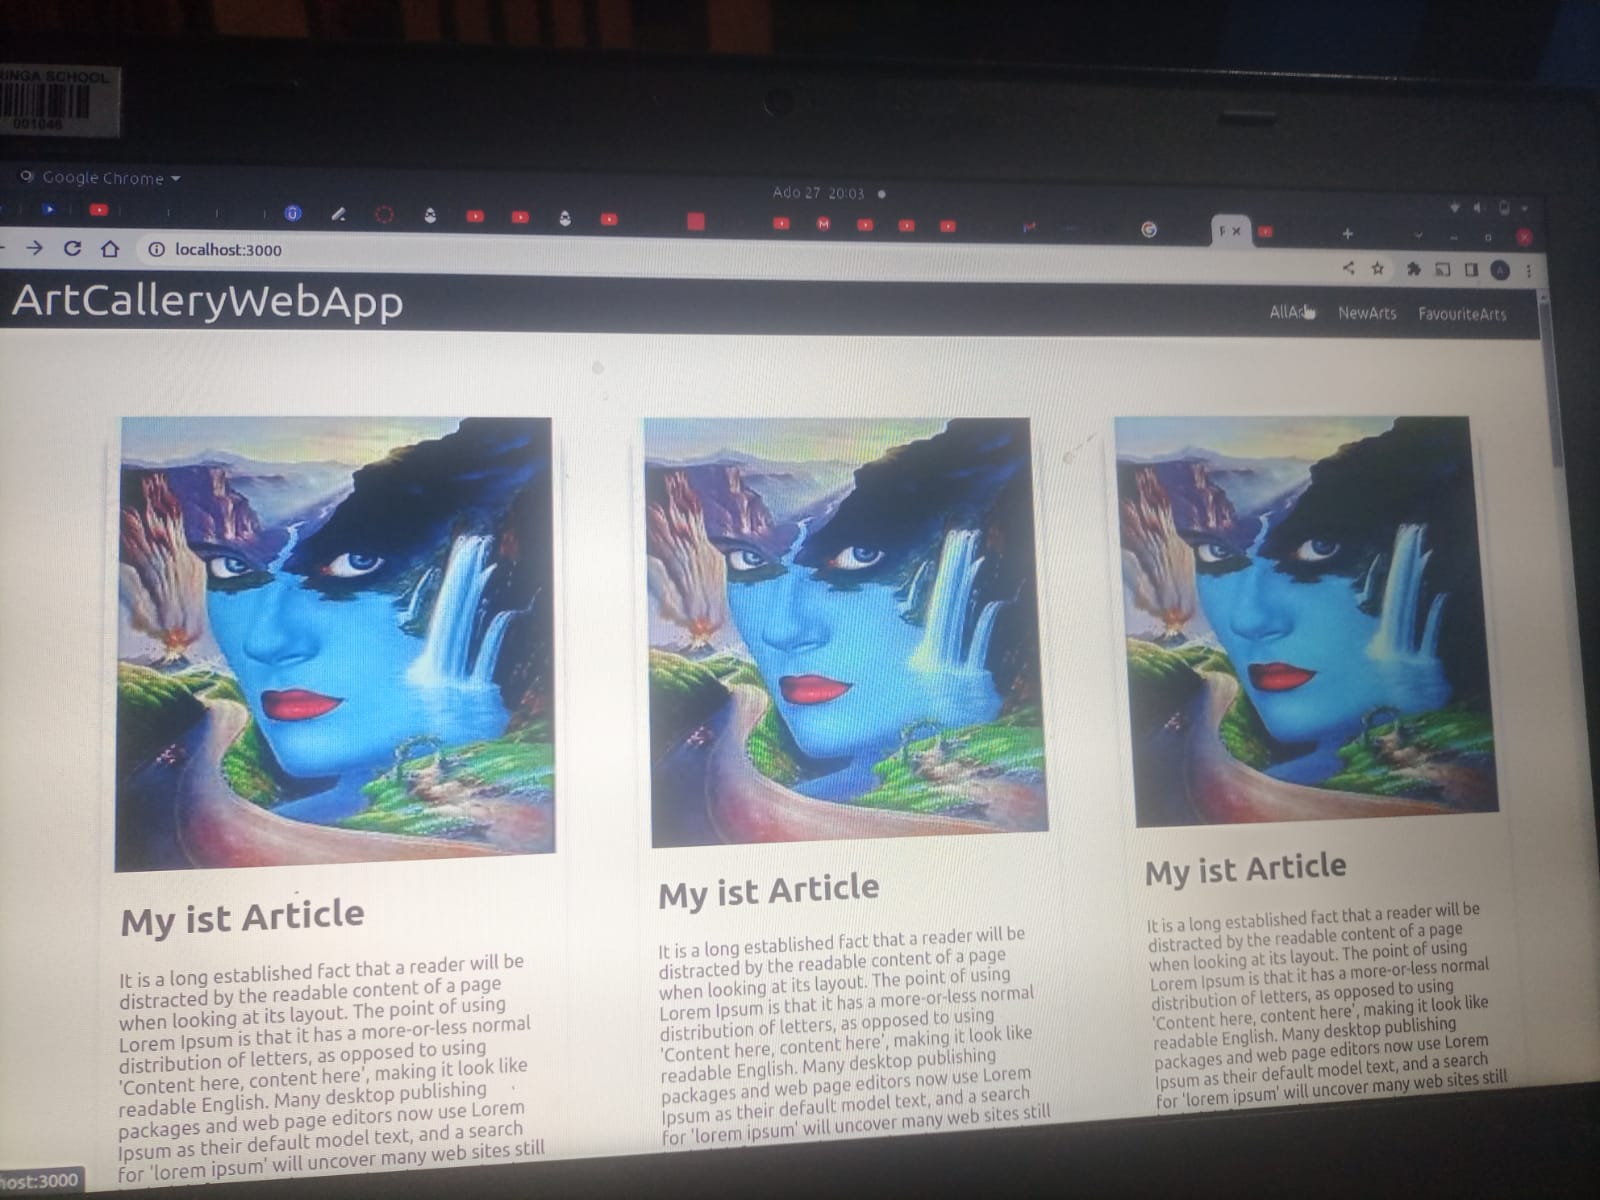 RINGA SCHOOL
001046
Google Chrome
Ado 27 20:03
localhost:3000
ArtGalleryWebApp
NewArts
FavouriteArts
My ist Article
It is a long established fact that a reader will be
distracted by the readable content of a page
when looking at its layout. The point of using
Lorem Ipsum is that it has a more-or-less normal
distribution of letters, as opposed to using
'Content here, content here', making it look like
readable English. Many desktop publishing
packages and web page editors now use Lorem
Ipsum as their default model text, and a search
for 'lorem ipsum' will uncover many web sites still
My ist Article
It is a long established fact that a reader will be
distracted by the readable content of a page
when looking at its layout. The point of using
Lorem Ipsum is that it has a more-or-less normal
distribution of letters, as opposed to using
'Content here, content here', making it look like
readable English. Many desktop publishing
packages and web page editors now use Lorem
Ipsum as their default model text, and a search
for 'lorem ipsum' will uncover many web sites still
My ist Article
It is a long established fact that a reader will be
distracted by the readable content of a page
when looking at its layout. The point of using
Lorem Ipsum is that it has a more-or-less normal
distribution of letters, as opposed to using
'Content here, content here', making it look like
readable English. Many desktop publishing
packages and web page editors now use Lorem
Ipsum as their default model text, and a search
for 'lorem ipsum' will uncover many web sites still
host:3000